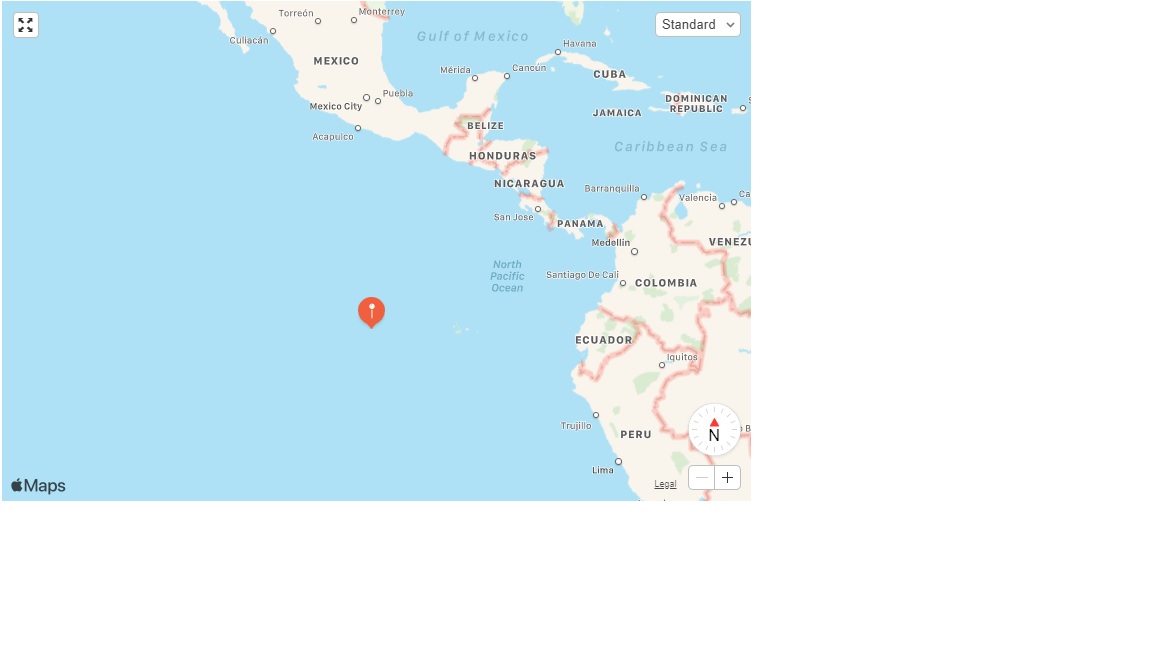 Torreón
Monterrey
Standard
Culiacán
Gulf of Mexico
Havana
MEXICO
Mérida
Cancún
CUBA
Mexico City
Puebla
DOMINICAN
REPUBLIC
JAMAICA
Acapulco
BELIZE
Caribbean Sea
HONDURAS
NICARAGUA
Barranquilla
Valencia
Ca
San Jose
PANAMA
Medellin
VENEZU
North
Pacific
Ocean
Santiago De Cali
COLOMBIA
ECUADOR
Iquitos
Trujillo
PERU
N
Lima
Legal
Maps